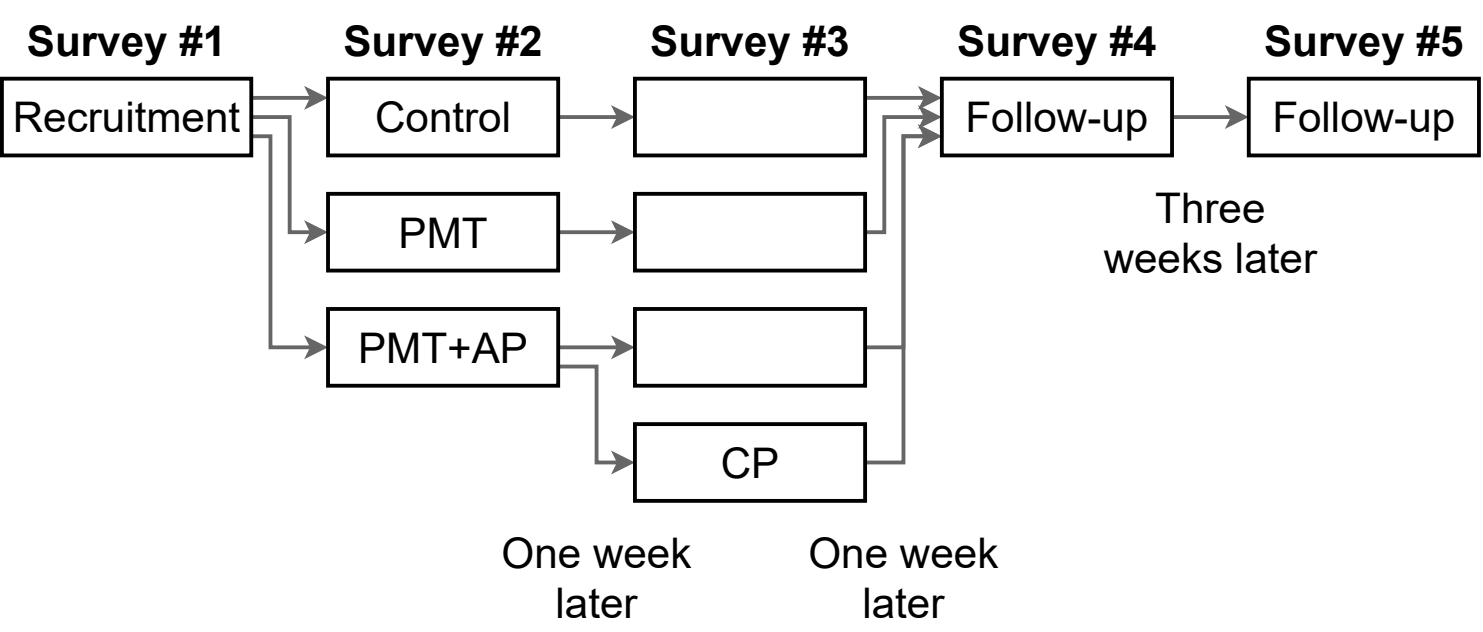 Survey #1
Survey #2
Survey #3
Survey #4
Survey #5
Recruitment
Control
Follow-up
Follow-up
PMT
Three
weeks later
PMT+AP
CP
One week
later
One week
later